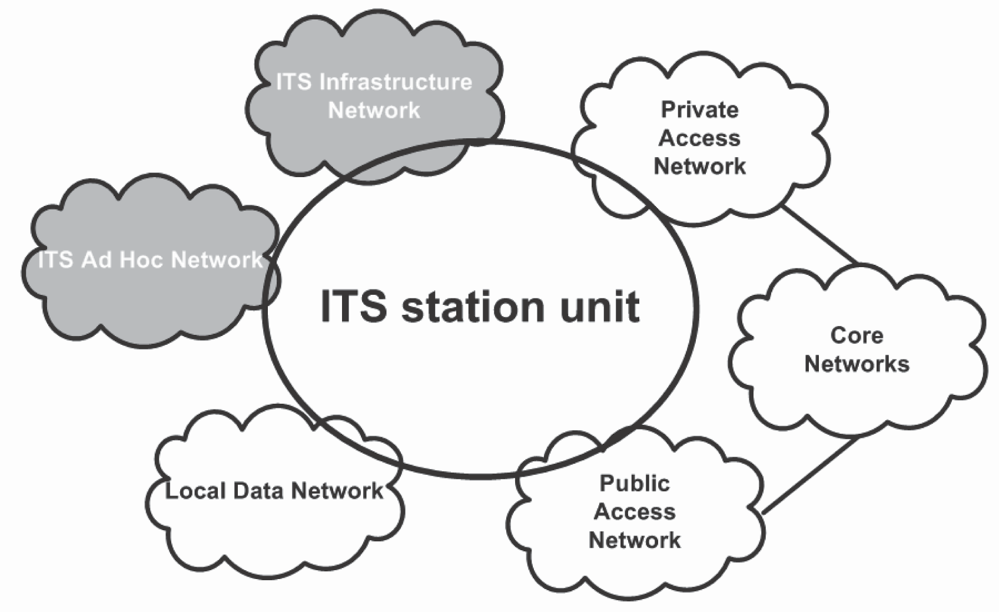 ITS Infrastructure
Network
Private
Access
Network
ITS Ad Hoc Network
ITS station unit
Core
Networks
Local Data Network
Public
Access
Network